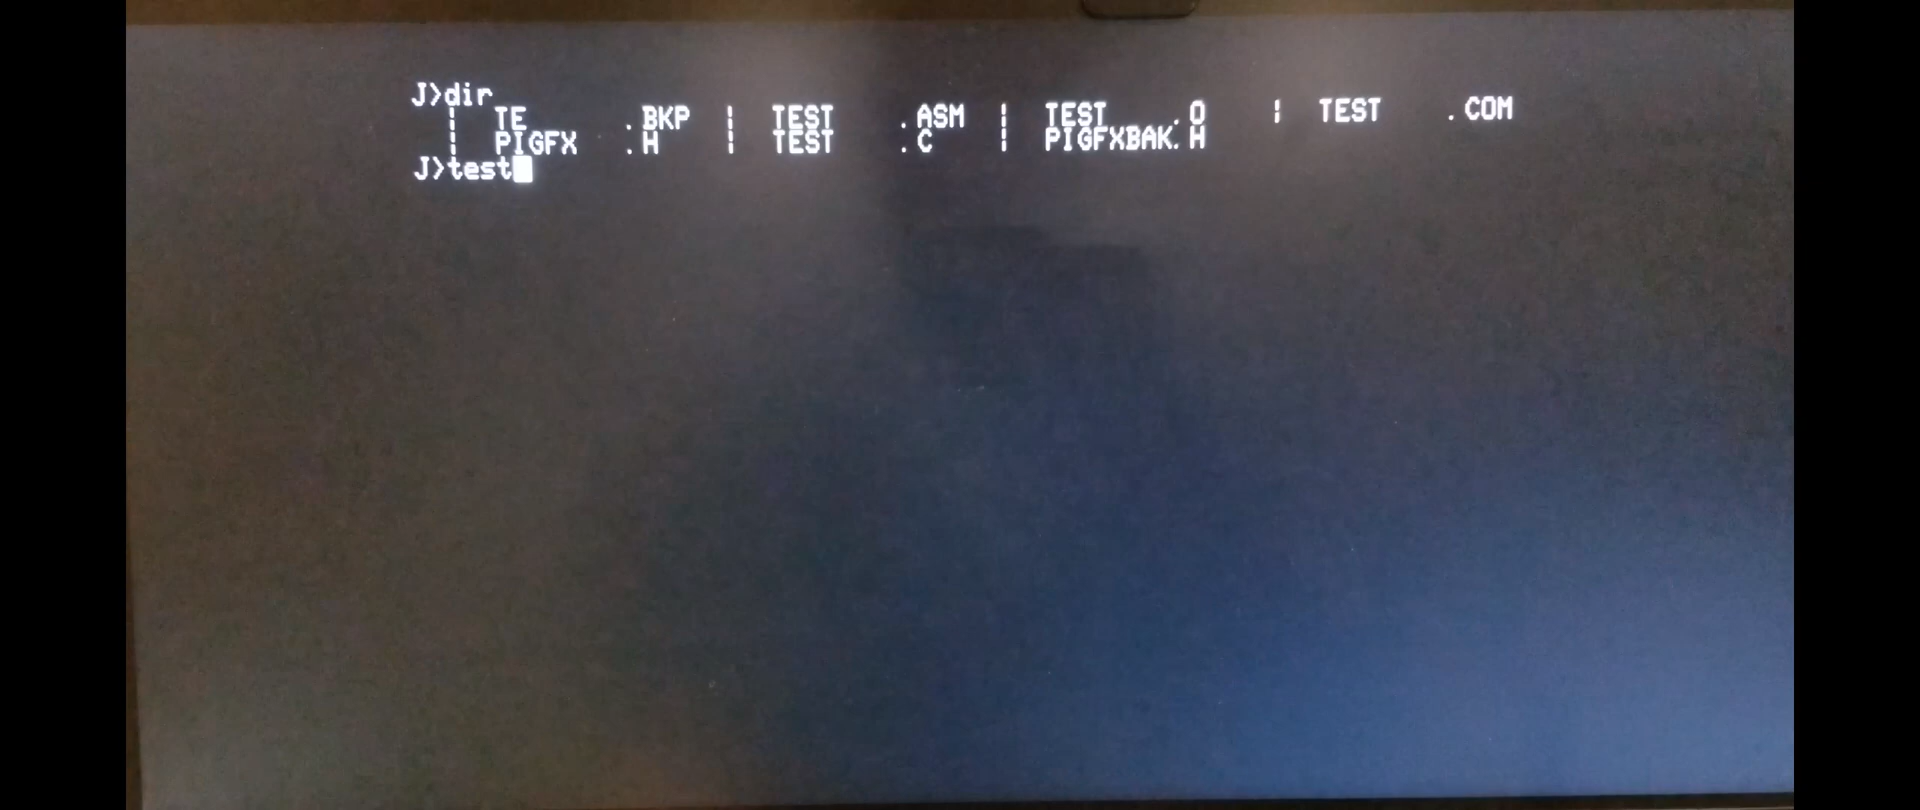 J>dir
¦ TE .BKP ¦ TEST .ASM ¦ TEST .O ¦ TEST .COM
¦ PIGFX .H ¦ TEST .C ¦ PIGFXBAK.H
J>test